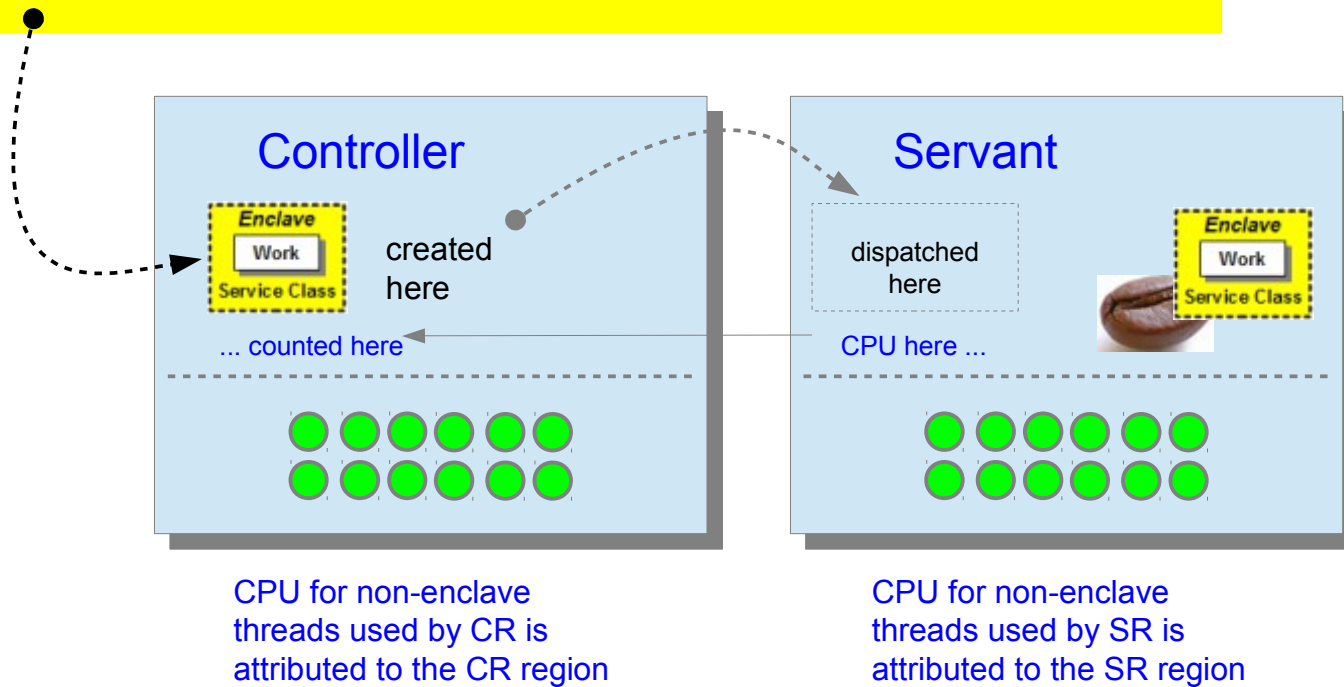 Controller
Enclave
Work
Service Class
created
here
... counted here
CPU for non-enclave
threads used by CR is
attributed to the CR region
Servant
dispatched
here
Enclave
Work
Service Class
CPU here ...
CPU for non-enclave
threads used by SR is
attributed to the SR region